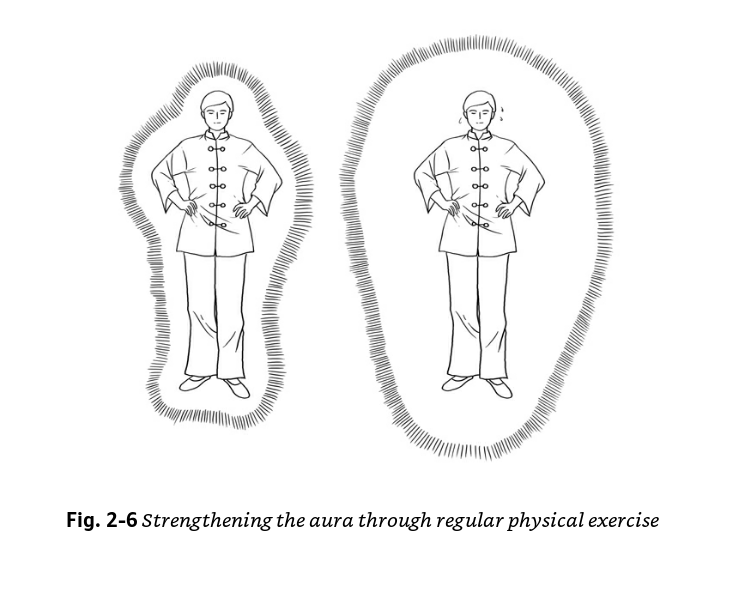 Fig. 2-6 Strengthening the aura through regular physical exercise